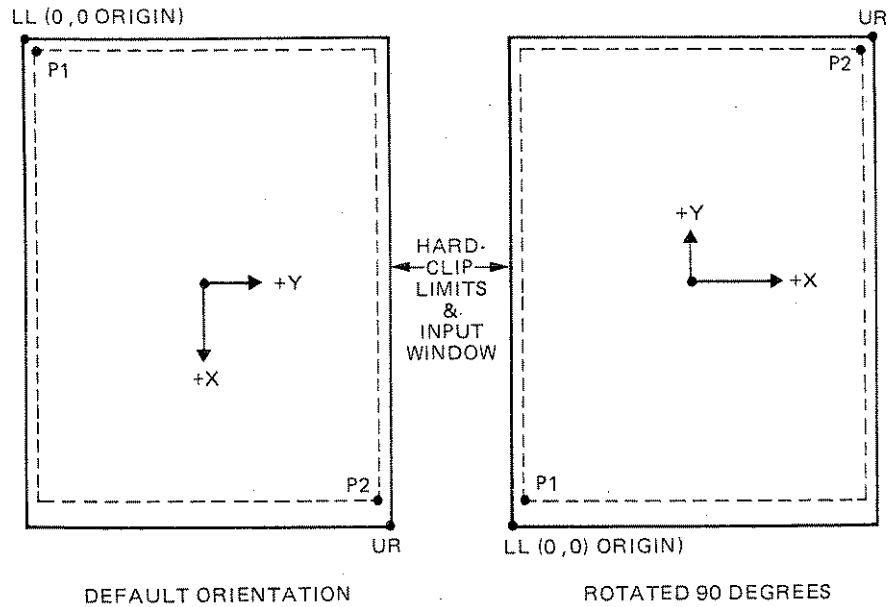 LL (0,0 ORIGIN)
P1
+Y
+X
P2
UR
DEFAULT ORIENTATION
HARD-
CLIP
LIMITS
&
INPUT
WINDOW
UR
P2
+Y
+X
P1
LL (0,0) ORIGIN)
ROTATED 90 DEGREES